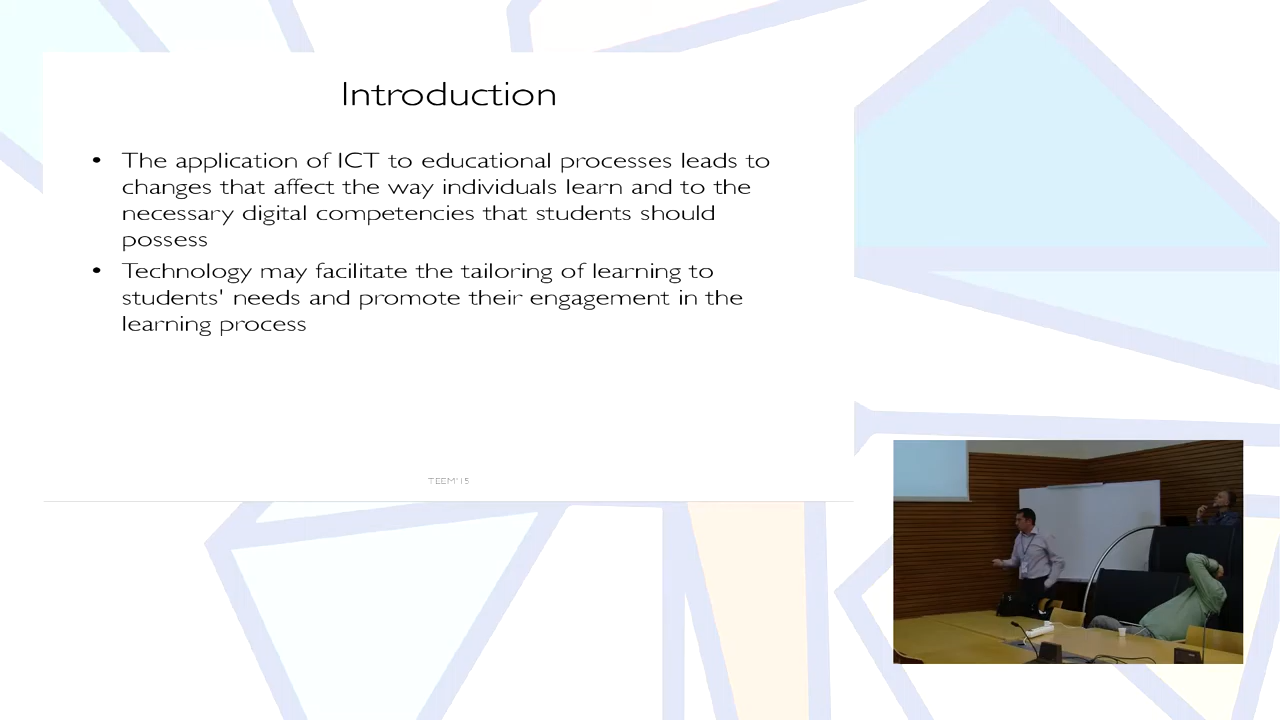 Introduction
• The application of ICT to educational processes leads to
changes that affect the way individuals learn and to the
necessary digital competencies that students should
possess
• Technology may facilitate the tailoring of learning to
students' needs and promote their engagement in the
learning process
TEEM'15